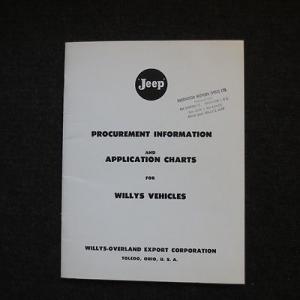 "Jeep"
PROCUREMENT INFORMATION
AND
APPLICATION CHARTS
FOR
WILLYS VEHICLES
WILLYS-OVERLAND EXPORT CORPORATION
TOLEDO, OHIO, U. S. A.